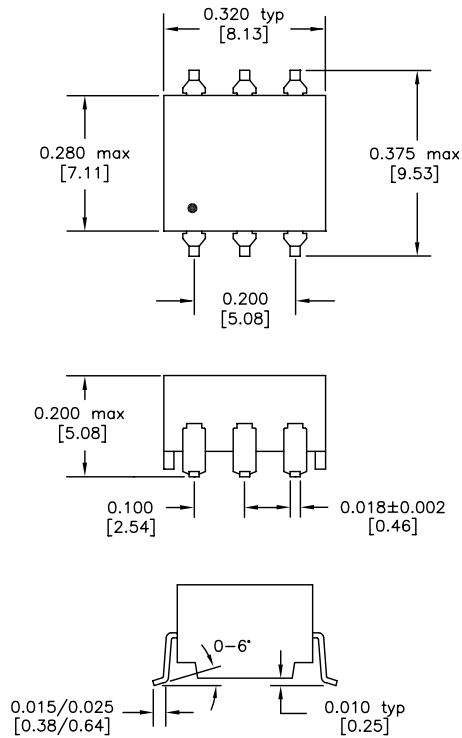 0.320 typ
[8.13]
0.280 max
[7.11]
0.375 max
[9.53]
0.200
[5.08]
0.200 max
[5.08]
0.100
[2.54]
0.018±0.002
[0.46]
0-6°
0.015/0.025
[0.38/0.64]
0.010 typ
[0.25]